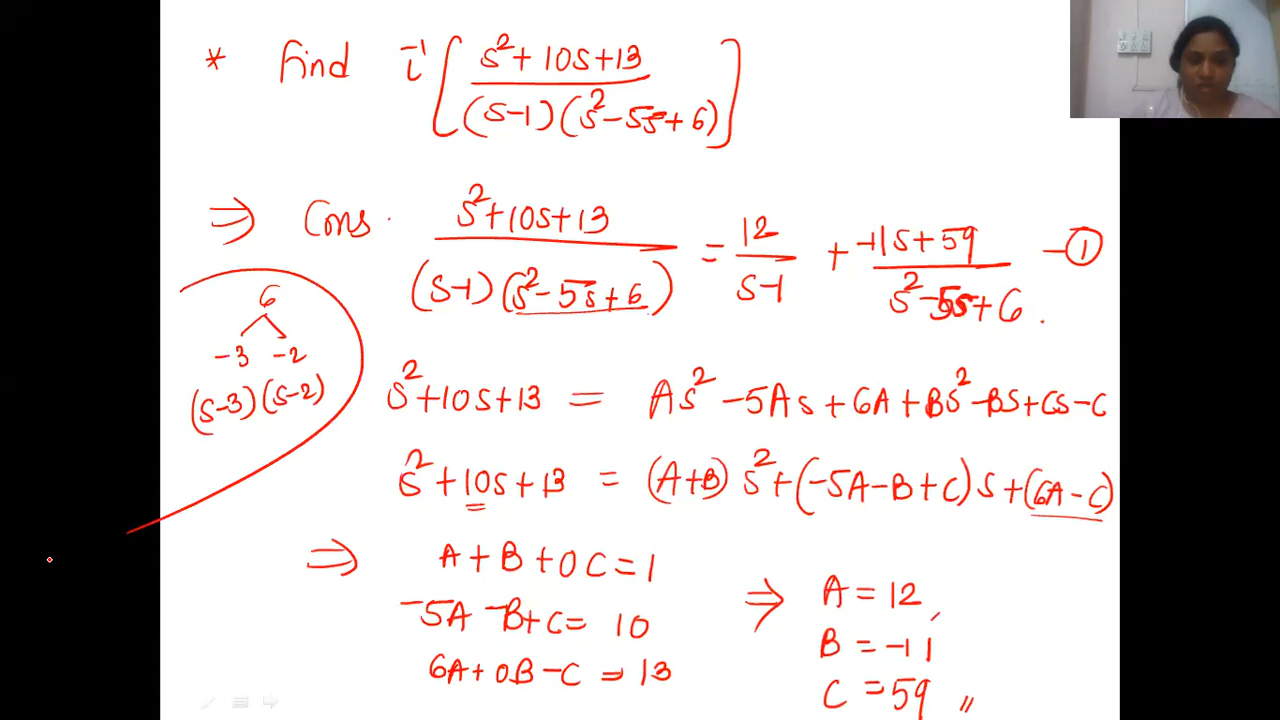 * Find L⁻¹ [ (s²+10s+13) / ((s-1)(s²-5s+6)) ]
⇒ Cons. (s²+10s+13) / ((s-1)(s²-5s+6)) = 12/(s-1) + (-11s+59)/(s²-5s+6) -①
6
-3 -2
(s-3)(s-2)
s²+10s+13 = As²-5As+6A+Bs²-Bs+Cs-C
s²+10s+13 = (A+B)s²+(-5A-B+C)s+(6A-C)
⇒ A+B+0C=1
-5A-B+C=10
6A+0B-C=13
⇒ A=12,
B=-11
C=59 //